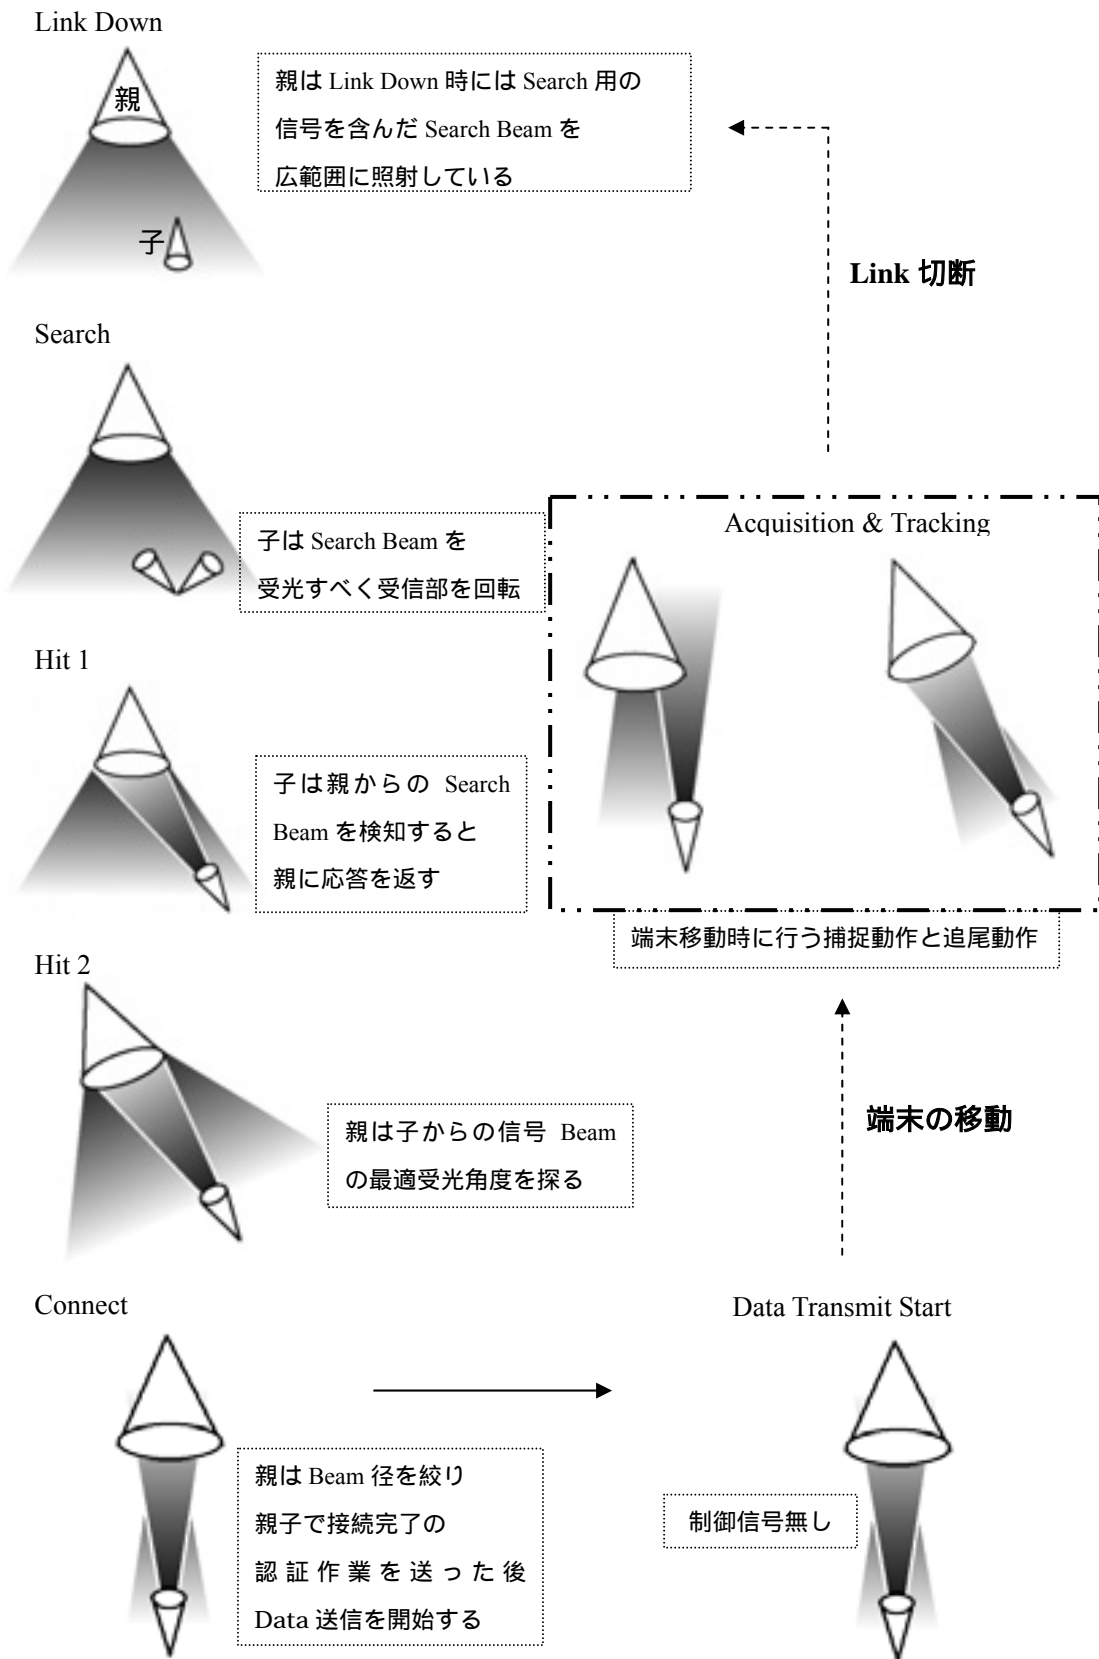 Link Down
親
子
親は Link Down 時には Search 用の
信号を含んだ Search Beam を
広範囲に照射している
Link 切断
Search
子は Search Beam を
受光すべく受信部を回転
Acquisition & Tracking
Hit 1
子は親からの Search
Beam を検知すると
親に応答を返す
端末移動時に行う捕捉動作と追尾動作
Hit 2
親は子からの信号 Beam
の最適受光角度を探る
端末の移動
Connect
親は Beam 径を絞り
親子で接続完了の
認証作業を送った後
Data 送信を開始する
Data Transmit Start
制御信号無し